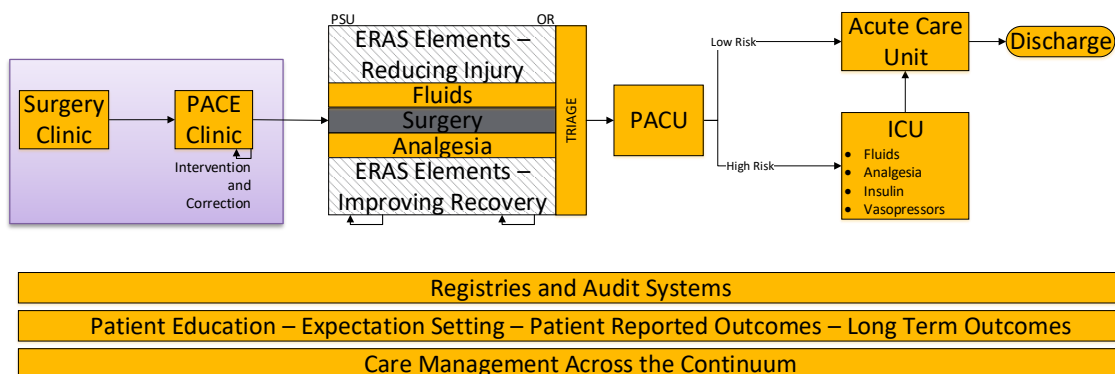 Surgery
Clinic
PACE
Clinic
Intervention
and
Correction
PSU
OR
ERAS Elements –
Reducing Injury
Fluids
Surgery
Analgesia
ERAS Elements –
Improving Recovery
TRIAGE
PACU
Low Risk
High Risk
Acute Care
Unit
Discharge
ICU
• Fluids
• Analgesia
• Insulin
• Vasopressors
Registries and Audit Systems
Patient Education – Expectation Setting – Patient Reported Outcomes – Long Term Outcomes
Care Management Across the Continuum